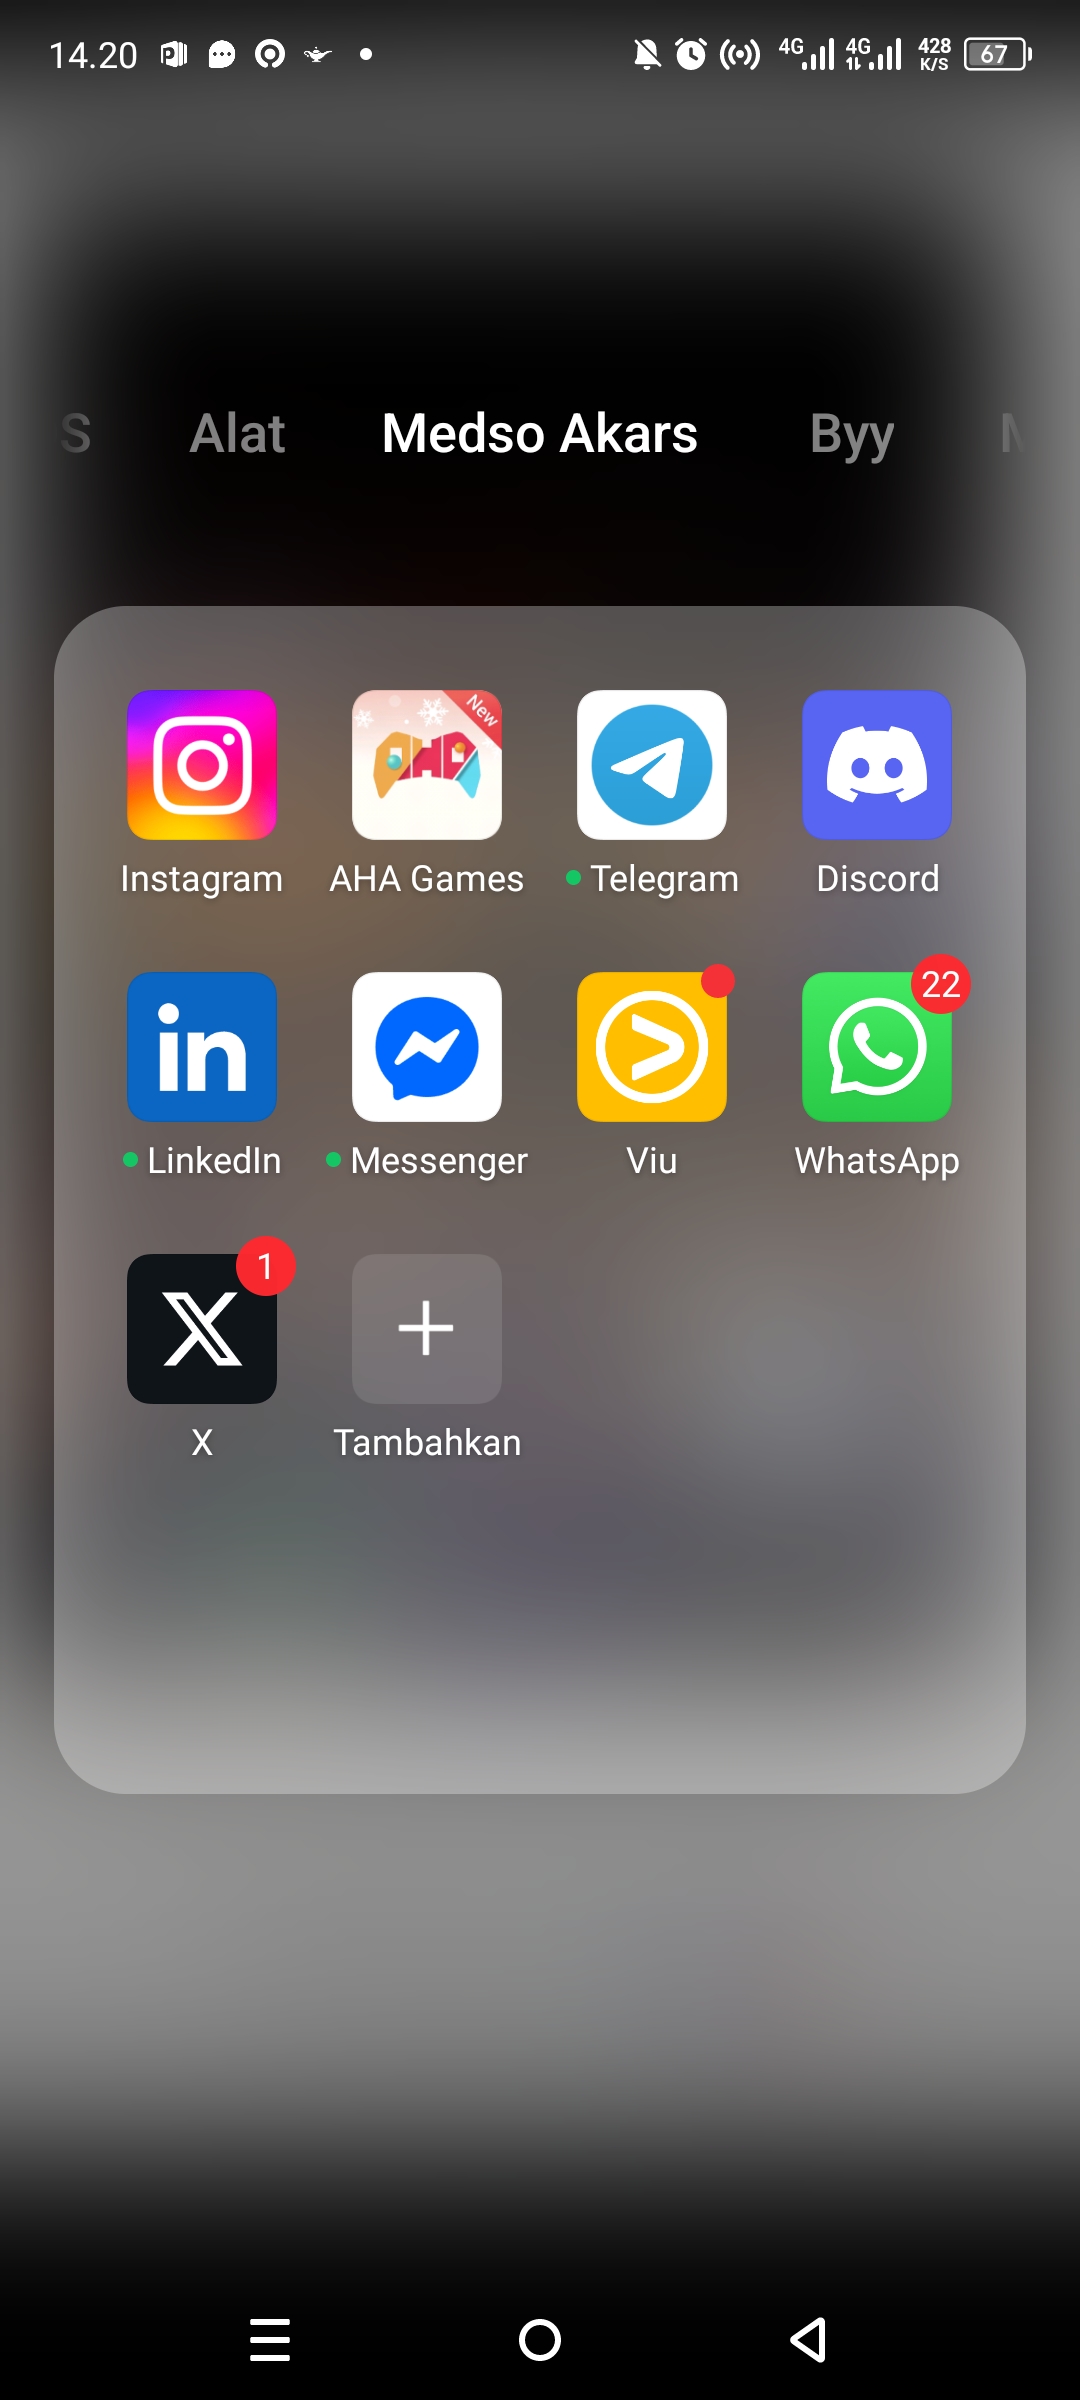 14.20 4G 4G 428 K/S 67
S Alat Medso Akars Byy M
New
Instagram AHA Games Telegram Discord
in 22
LinkedIn Messenger Viu WhatsApp
1
X Tambahkan